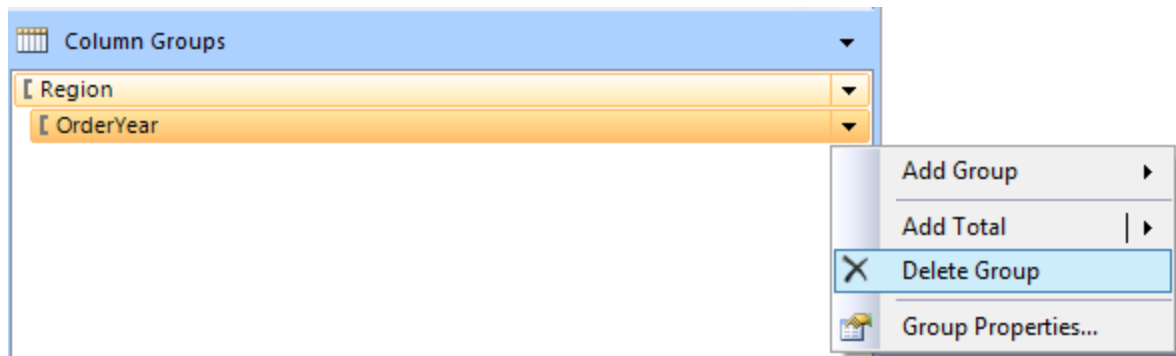 Column Groups
[ Region
[ OrderYear
Add Group
Add Total
Delete Group
Group Properties...